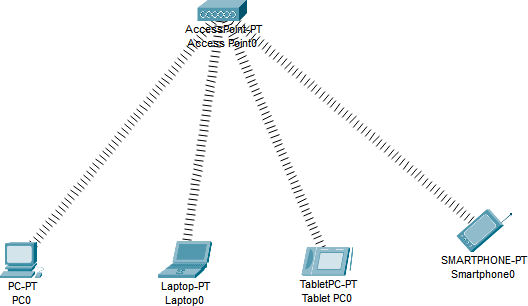 AccessPoint-PT
Access Point0
PC-PT
PC0
Laptop-PT
Laptop0
TabletPC-PT
Tablet PC0
SMARTPHONE-PT
Smartphone0